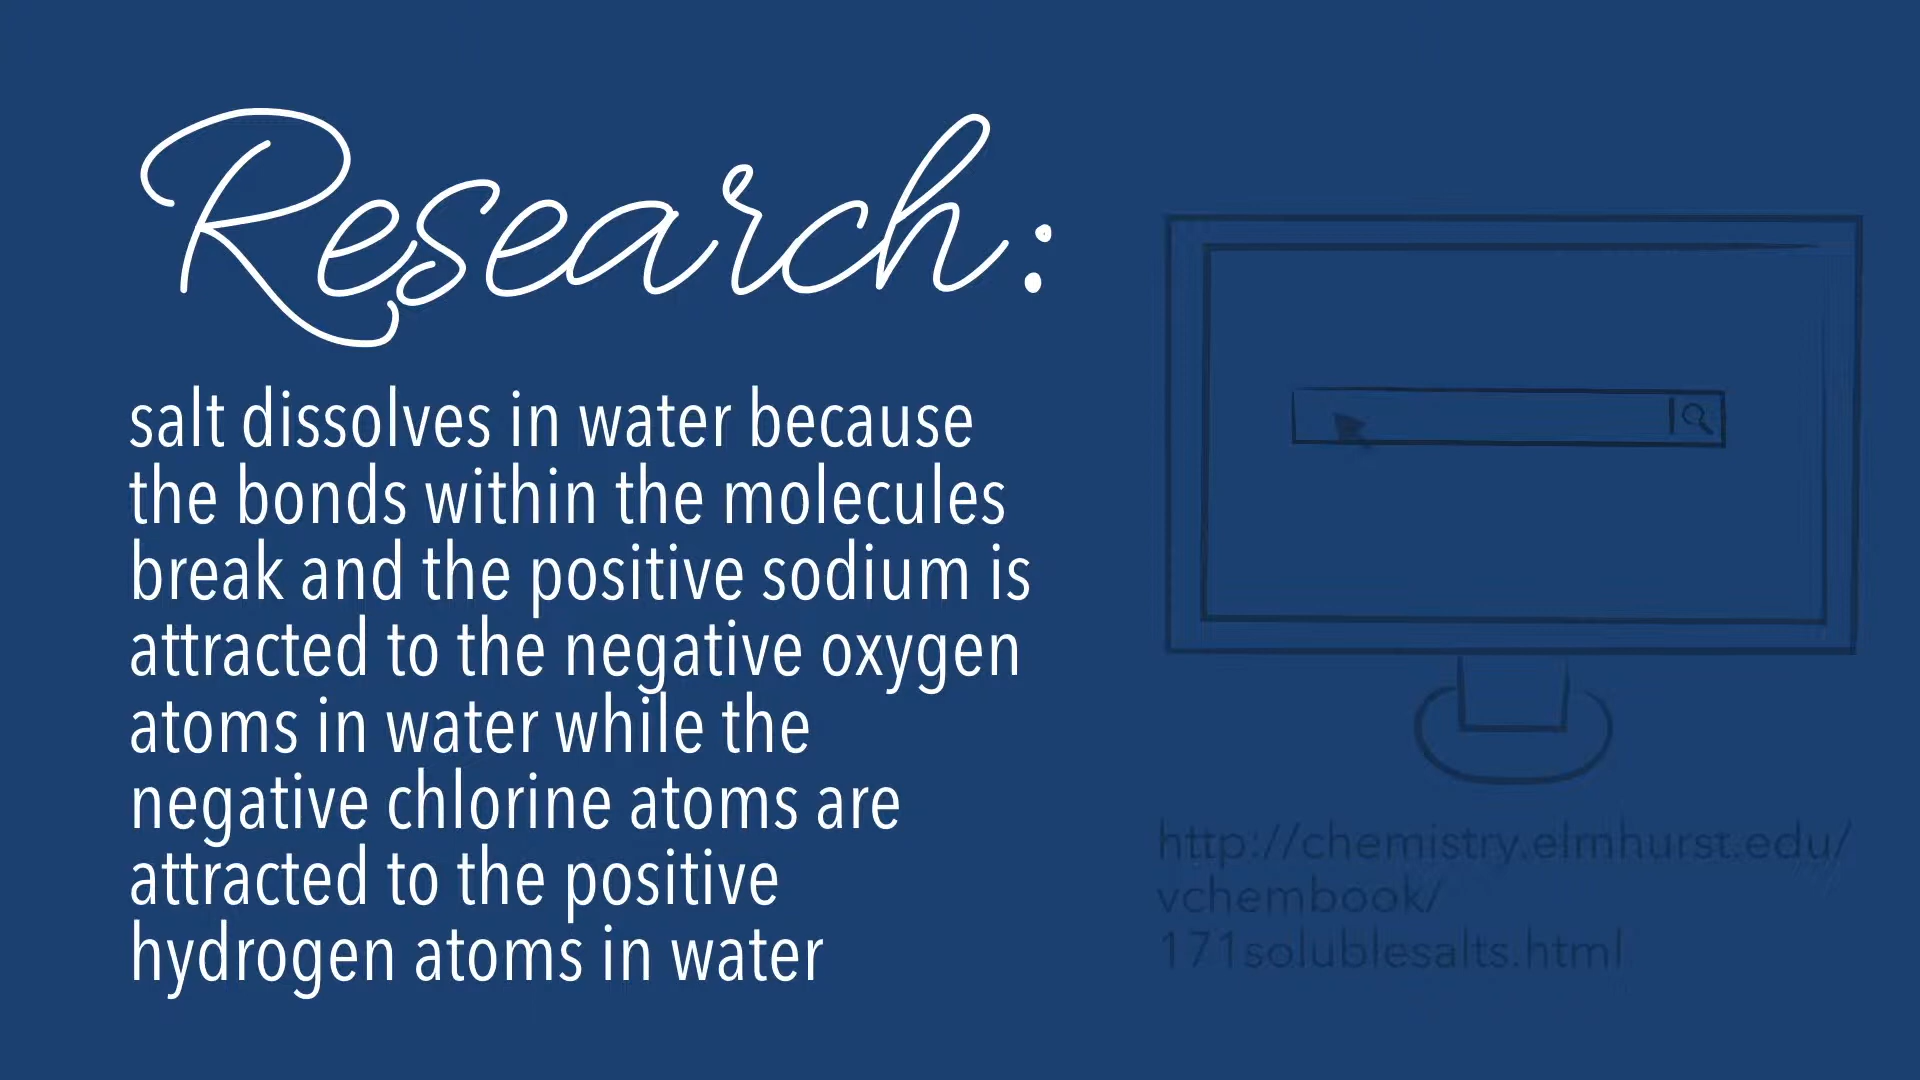 Research:
salt dissolves in water because
the bonds within the molecules
break and the positive sodium is
attracted to the negative oxygen
atoms in water while the
negative chlorine atoms are
attracted to the positive
hydrogen atoms in water
http://chemistry.elmhurst.edu/
vchembook/
171solublesalts.html